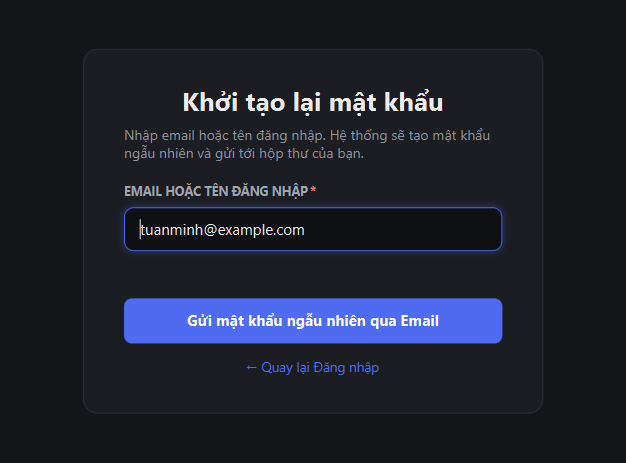 Khởi tạo lại mật khẩu
Nhập email hoặc tên đăng nhập. Hệ thống sẽ tạo mật khẩu
ngẫu nhiên và gửi tới hộp thư của bạn.
EMAIL HOẶC TÊN ĐĂNG NHẬP*
tuanminh@example.com
Gửi mật khẩu ngẫu nhiên qua Email
← Quay lại Đăng nhập